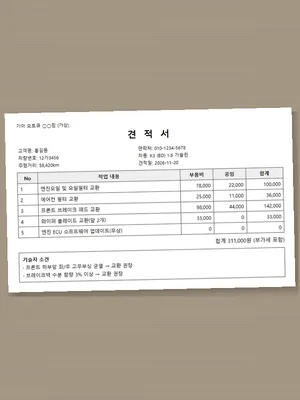 기아 오토큐 ○○점 (가상)
견 적 서
고객명: 홍길동
연락처: 010-1234-5678
차량번호: 12가3456
차종: K3 (BD) 1.6 가솔린
주행거리: 58,420km
견적일: 2026-11-20
No 작업 내용 부품비 공임 합계
1 엔진오일 및 오일필터 교환 78,000 22,000 100,000
2 에어컨 필터 교환 25,000 11,000 36,000
3 프론트 브레이크 패드 교환 98,000 44,000 142,000
4 와이퍼 블레이드 교환(앞 2개) 33,000 0 33,000
5 엔진 ECU 소프트웨어 업데이트(무상) 0 0 0
합계 311,000원 (부가세 포함)
기술자 소견
- 프론트 하부암 좌/우 고무부싱 균열 → 교환 권장
- 브레이크액 수분 함량 3% 이상 → 교환 권장